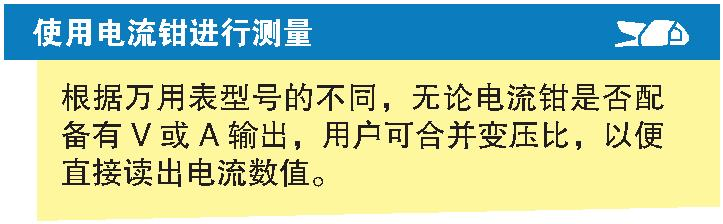 使用电流钳进行测量
根据万用表型号的不同，无论电流钳是否配
备有 V 或 A 输出，用户可合并变压比，以便
直接读出电流数值。